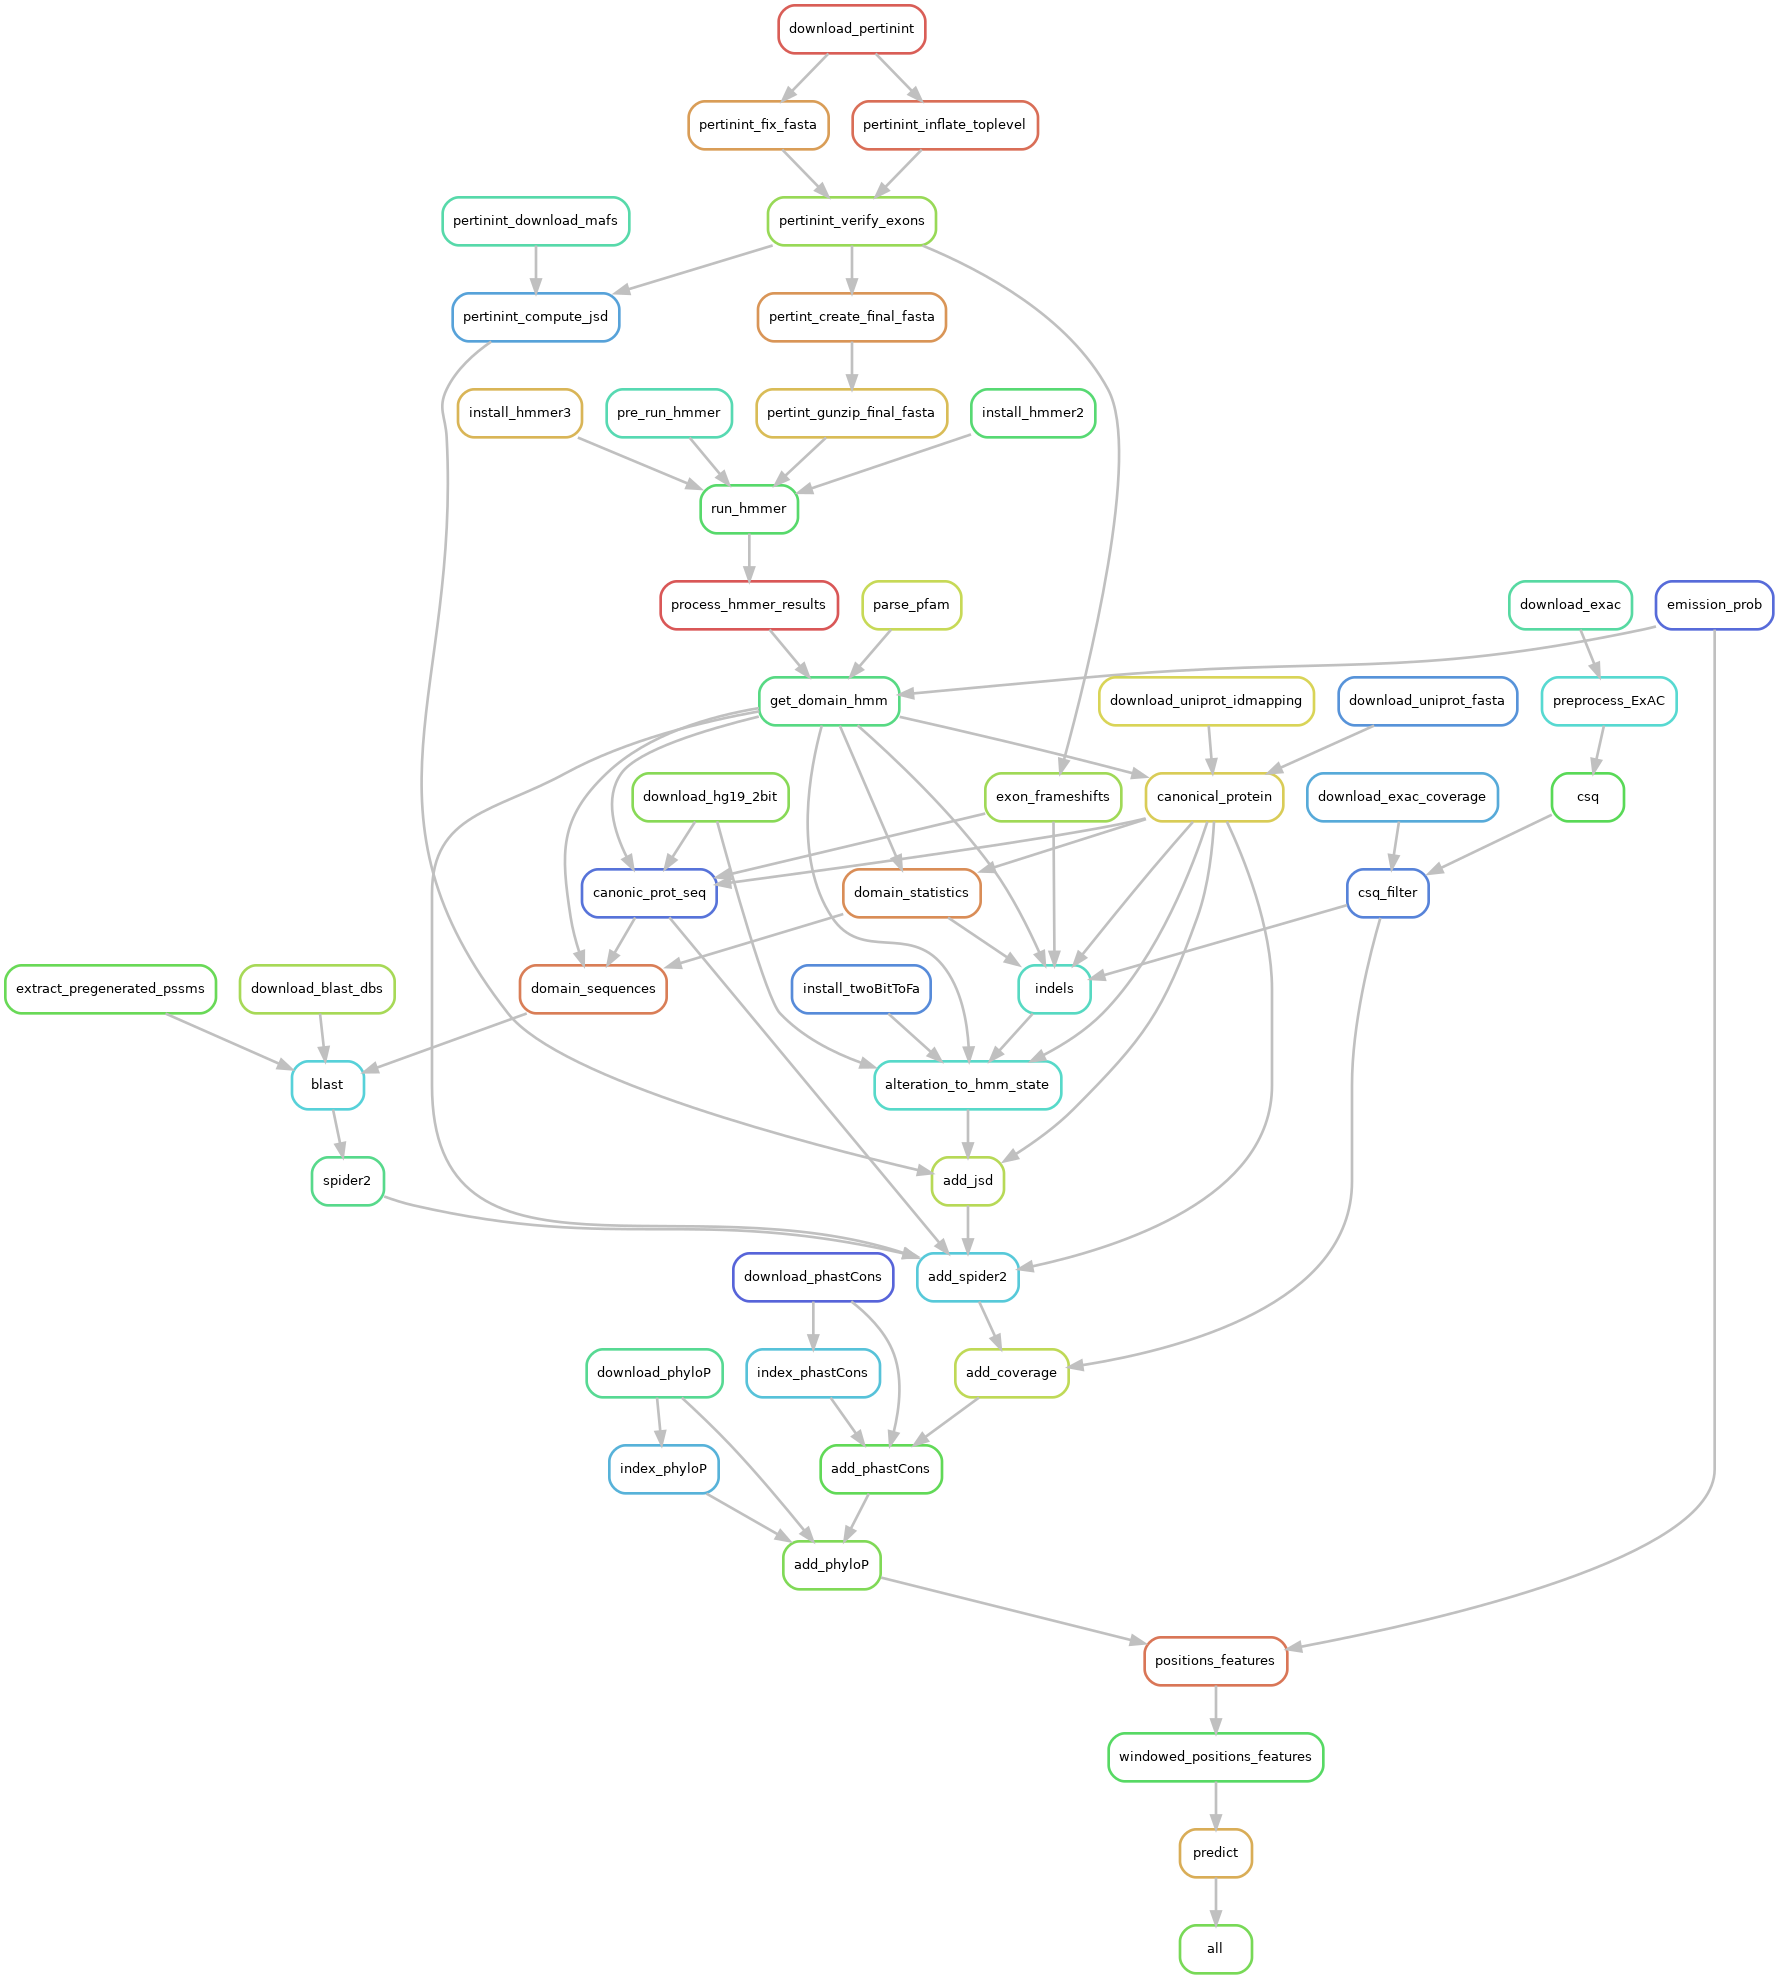 download_pertinint
pertinint_fix_fasta
pertinint_inflate_toplevel
pertinint_download_mafs
pertinint_verify_exons
pertinint_compute_jsd
pertint_create_final_fasta
install_hmmer3
pre_run_hmmer
pertint_gunzip_final_fasta
install_hmmer2
run_hmmer
process_hmmer_results
parse_pfam
download_exac
emission_prob
get_domain_hmm
download_uniprot_idmapping
download_uniprot_fasta
preprocess_ExAC
download_hg19_2bit
exon_frameshifts
canonical_protein
download_exac_coverage
csq
canonic_prot_seq
domain_statistics
csq_filter
extract_pregenerated_pssms
download_blast_dbs
domain_sequences
install_twoBitToFa
indels
blast
alteration_to_hmm_state
spider2
add_jsd
download_phastCons
add_spider2
download_phyloP
index_phastCons
add_coverage
index_phyloP
add_phastCons
add_phyloP
positions_features
windowed_positions_features
predict
all